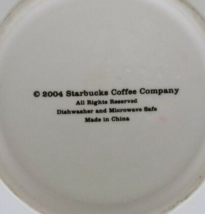 © 2004 Starbucks Coffee Company
All Rights Reserved
Dishwasher and Microwave Safe
Made in China